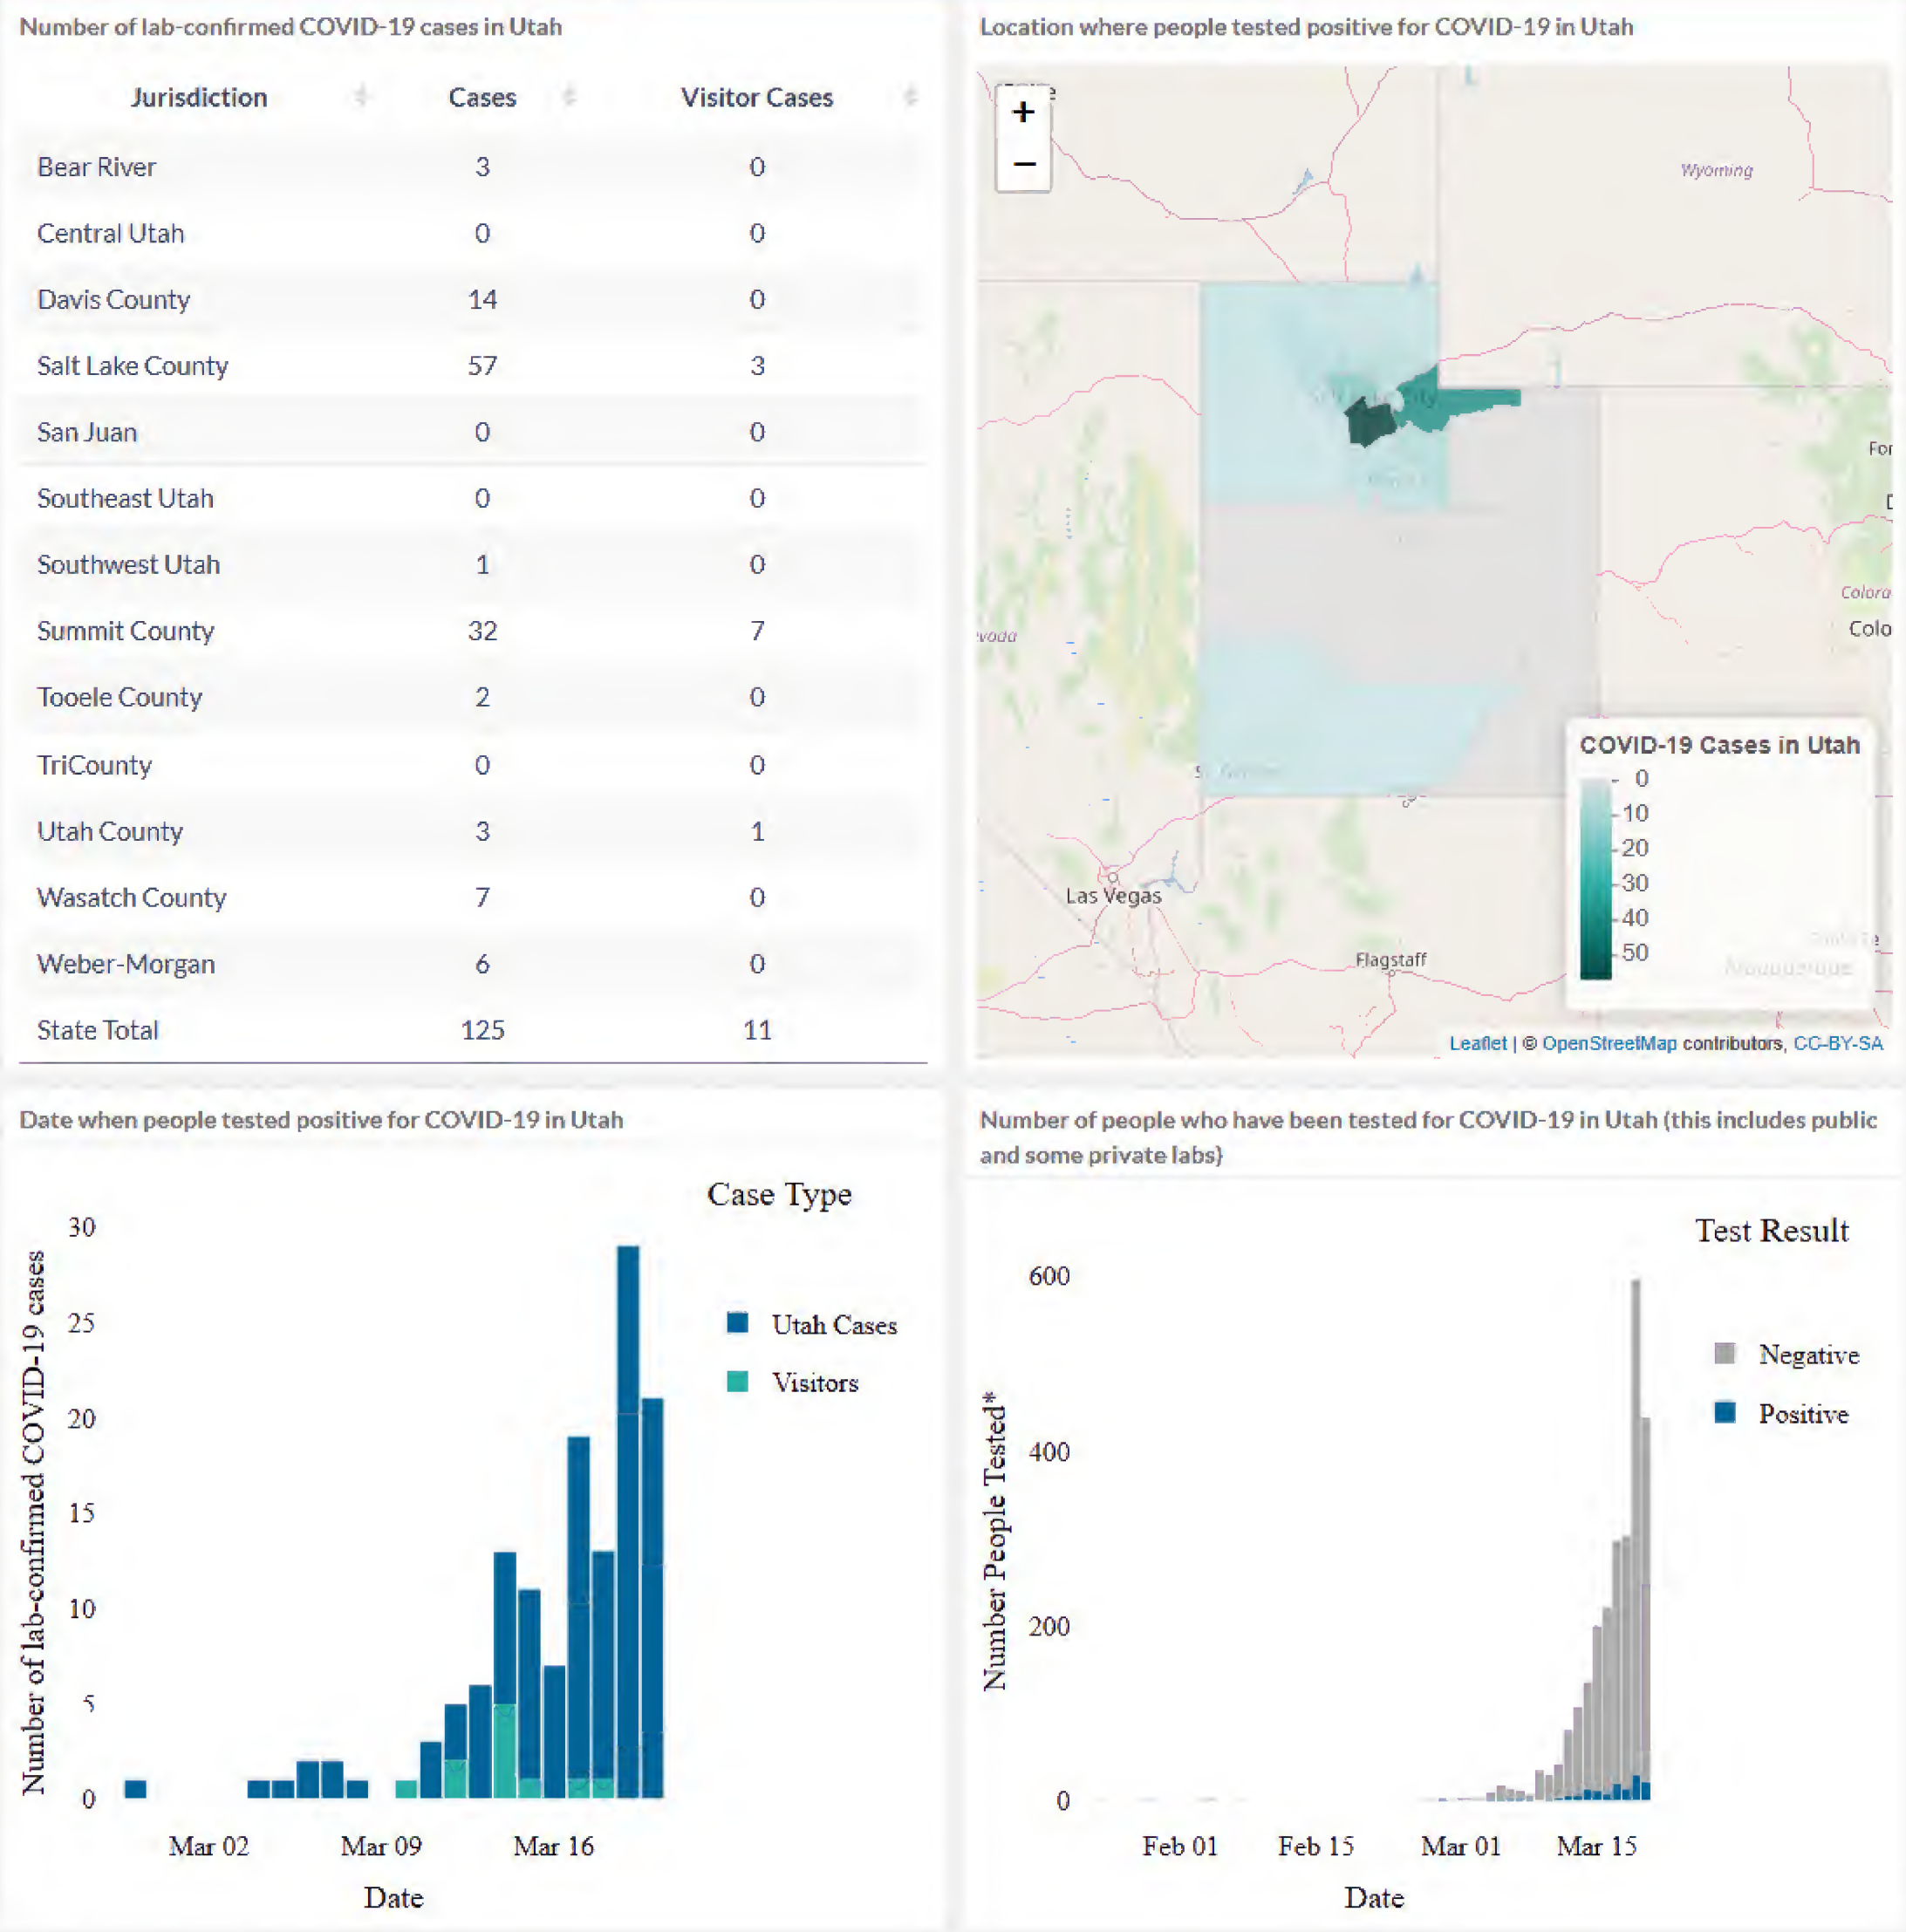 Number of lab-confirmed COVID-19 cases in Utah
Jurisdiction Cases Visitor Cases
Bear River 3 0
Central Utah 0 0
Davis County 14 0
Salt Lake County 57 3
San Juan 0 0
Southeast Utah 0 0
Southwest Utah 1 0
Summit County 32 7
Tooele County 2 0
TriCounty 0 0
Utah County 3 1
Wasatch County 7 0
Weber-Morgan 6 0
State Total 125 11
Location where people tested positive for COVID-19 in Utah
+
−
Wyoming
For
Colora
Colo
vada
Las Vegas
Flagstaff
COVID-19 Cases in Utah
0
10
20
30
40
50
Leaflet | © OpenStreetMap contributors, CC-BY-SA
Date when people tested positive for COVID-19 in Utah
Case Type
Utah Cases
Visitors
Number of lab-confirmed COVID-19 cases
30
25
20
15
10
5
0
Mar 02 Mar 09 Mar 16
Date
Number of people who have been tested for COVID-19 in Utah (this includes public
and some private labs)
Test Result
Negative
Positive
Number People Tested*
600
400
200
0
Feb 01 Feb 15 Mar 01 Mar 15
Date